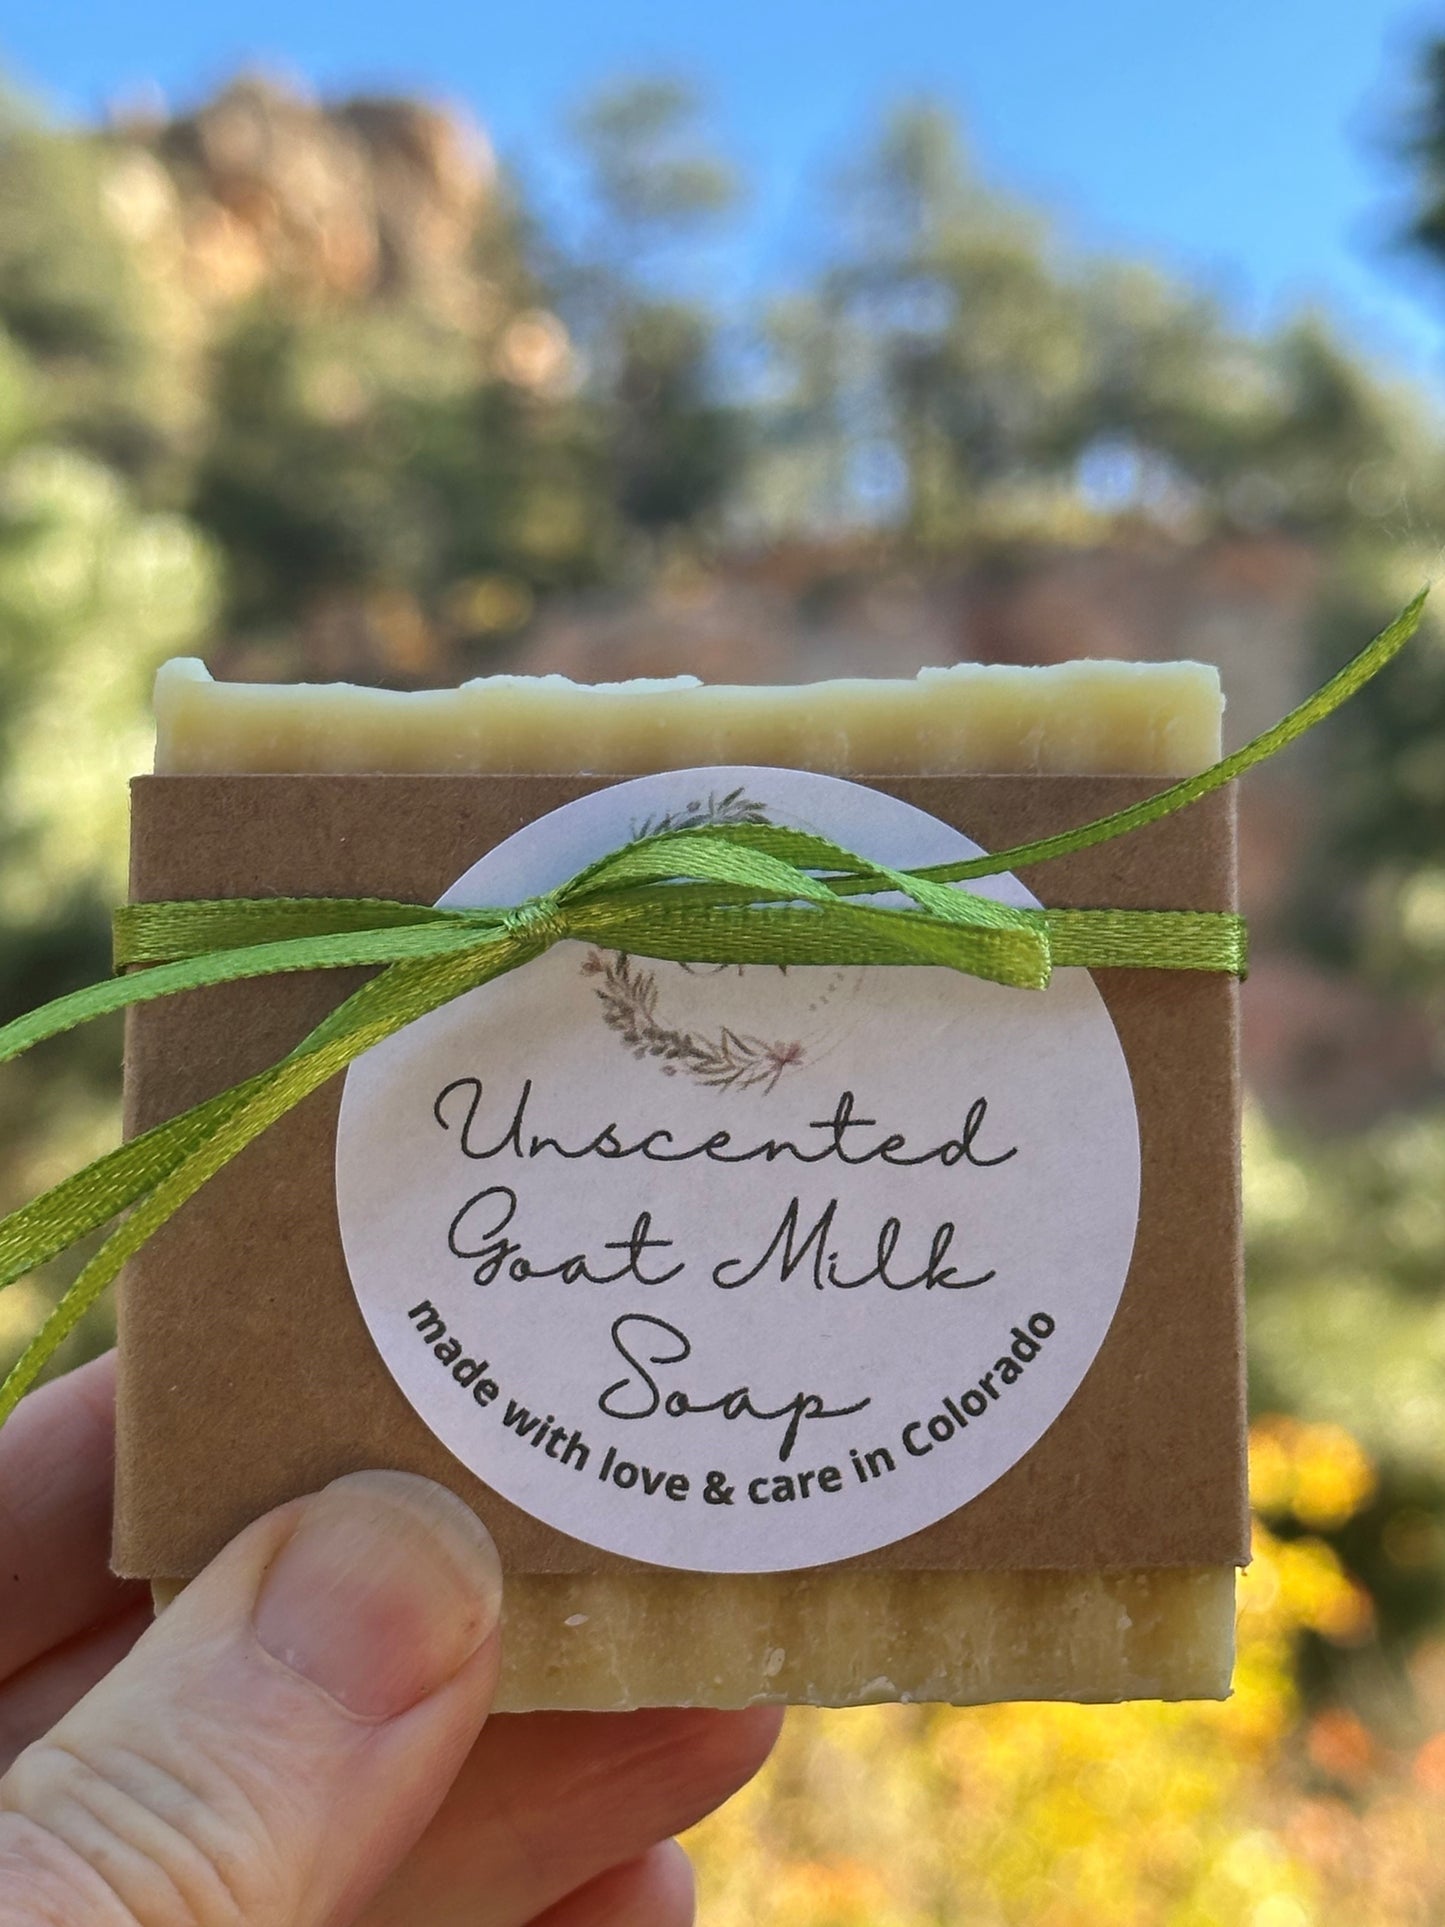 Unscented
Goat Milk
Soap
made with love & care in Colorado